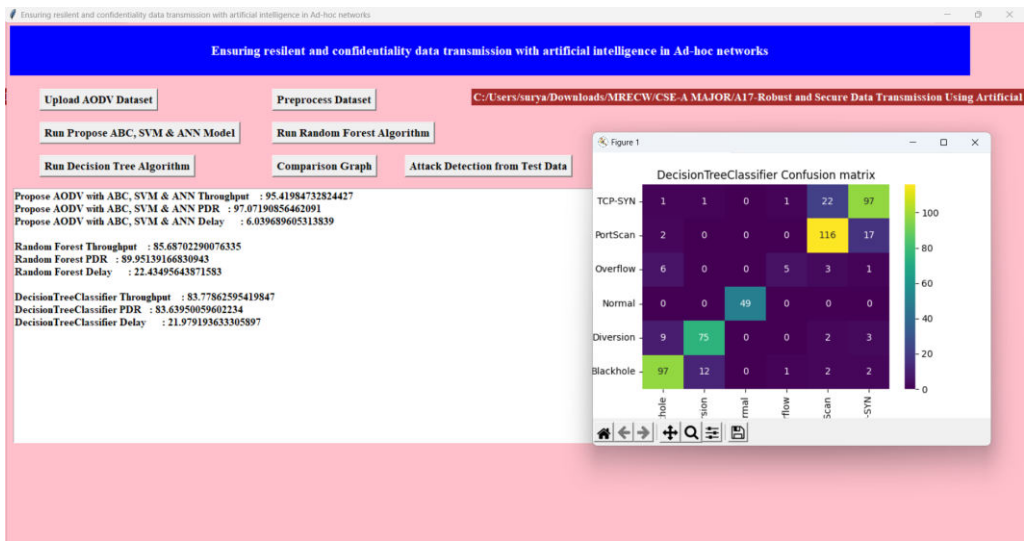 Ensuring resilent and confidentiality data transmission with artificial intelligence in Ad-hoc networks
Ensuring resilent and confidentiality data transmission with artificial intelligence in Ad-hoc networks
Upload AODV Dataset
Preprocess Dataset
C:/Users/surya/Downloads/MRECW/CSE-A MAJOR/A17-Robust and Secure Data Transmission Using Artificial
Run Propose ABC, SVM & ANN Model
Run Random Forest Algorithm
Run Decision Tree Algorithm
Comparison Graph
Attack Detection from Test Data
Propose AODV with ABC, SVM & ANN Throughput : 95.41984732824427
Propose AODV with ABC, SVM & ANN PDR : 97.07190856462091
Propose AODV with ABC, SVM & ANN Delay : 6.039689605313839
Random Forest Throughput : 85.68702290076335
Random Forest PDR : 89.95139166830943
Random Forest Delay : 22.43495643871583
DecisionTreeClassifier Throughput : 83.77862595419847
DecisionTreeClassifier PDR : 83.63950059602234
DecisionTreeClassifier Delay : 21.979193633305897
Figure 1
DecisionTreeClassifier Confusion matrix
TCP-SYN 1 1 0 1 22 97
PortScan 2 0 0 0 116 17
Overflow 6 0 0 5 3 1
Normal 0 0 49 0 0 0
Diversion 9 75 0 0 2 3
Blackhole 97 12 0 1 2 2
100
80
60
40
20
0
hole
rsion
rmal
rflow
Scan
-SYN